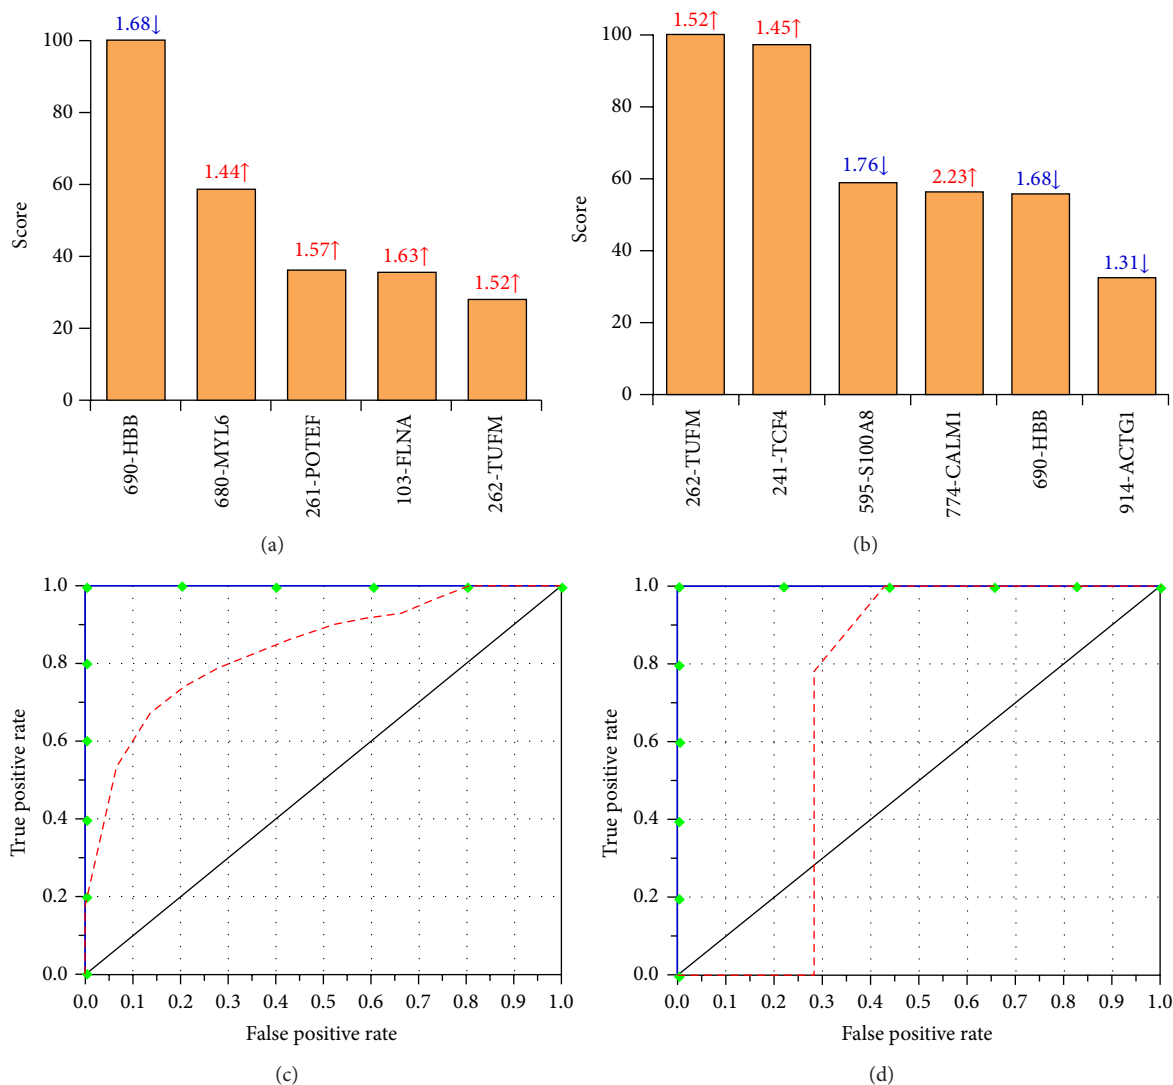 1.68↓
1.44↑
1.57↑
1.63↑
1.52↑
100
80
60
40
20
0
Score
690-HBB
680-MYL6
261-POTEF
103-FLNA
262-TUFM
(a)
1.52↑
1.45↑
1.76↓
2.23↑
1.68↓
1.31↓
100
80
60
40
20
0
Score
262-TUFM
241-TCF4
595-S100A8
774-CALM1
690-HBB
914-ACTG1
(b)
1.0
0.8
0.6
0.4
0.2
0.0
True positive rate
0.0 0.1 0.2 0.3 0.4 0.5 0.6 0.7 0.8 0.9 1.0
False positive rate
(c)
1.0
0.8
0.6
0.4
0.2
0.0
True positive rate
0.0 0.1 0.2 0.3 0.4 0.5 0.6 0.7 0.8 0.9 1.0
False positive rate
(d)